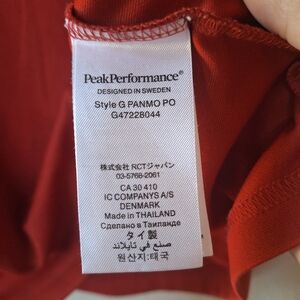 PeakPerformance®
DESIGNED IN SWEDEN
Style G PANMO PO
G47228044
株式会社 RCTジャパン
03-5768-2061
CA 30 410
IC COMPANYS A/S
DENMARK
Made in THAILAND
Сделано в Таиланде
タイ製
صنع في تايلاند
원산지:태국